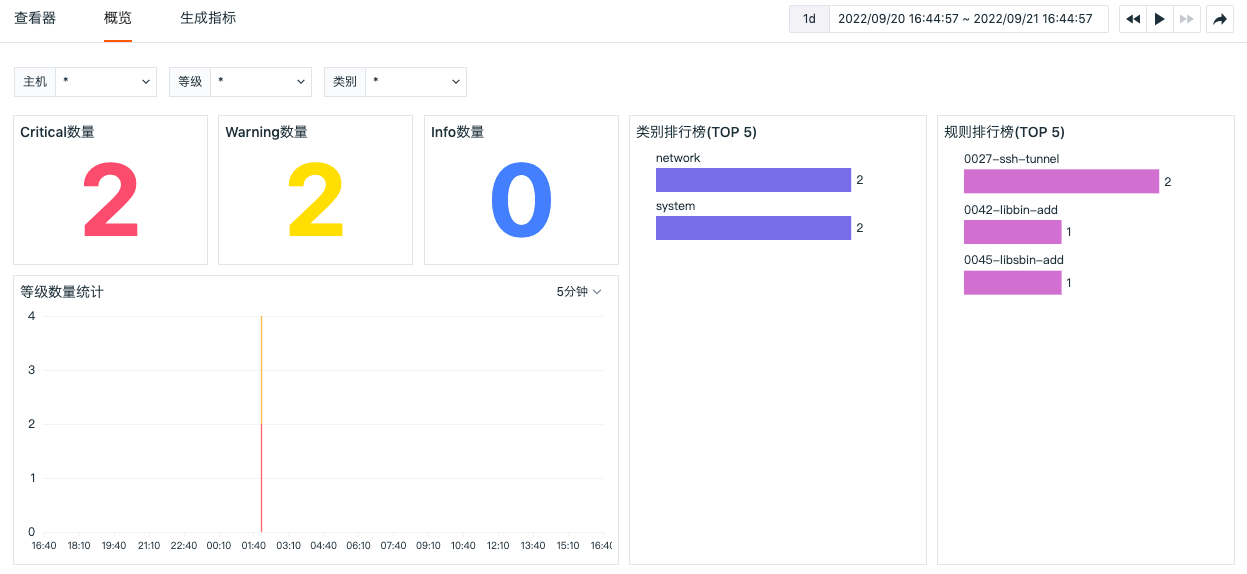 查看器 概览 生成指标 1d 2022/09/20 16:44:57 ~ 2022/09/21 16:44:57
主机 * 等级 * 类别 *
Critical数量
2
Warning数量
2
Info数量
0
等级数量统计 5分钟
4
3
2
1
0
16:40 18:10 19:40 21:10 22:40 00:10 01:40 03:10 04:40 06:10 07:40 09:10 10:40 12:10 13:40 15:10 16:40
类别排行榜(TOP 5)
network
2
system
2
规则排行榜(TOP 5)
0027-ssh-tunnel
2
0042-libbin-add
1
0045-libsbin-add
1